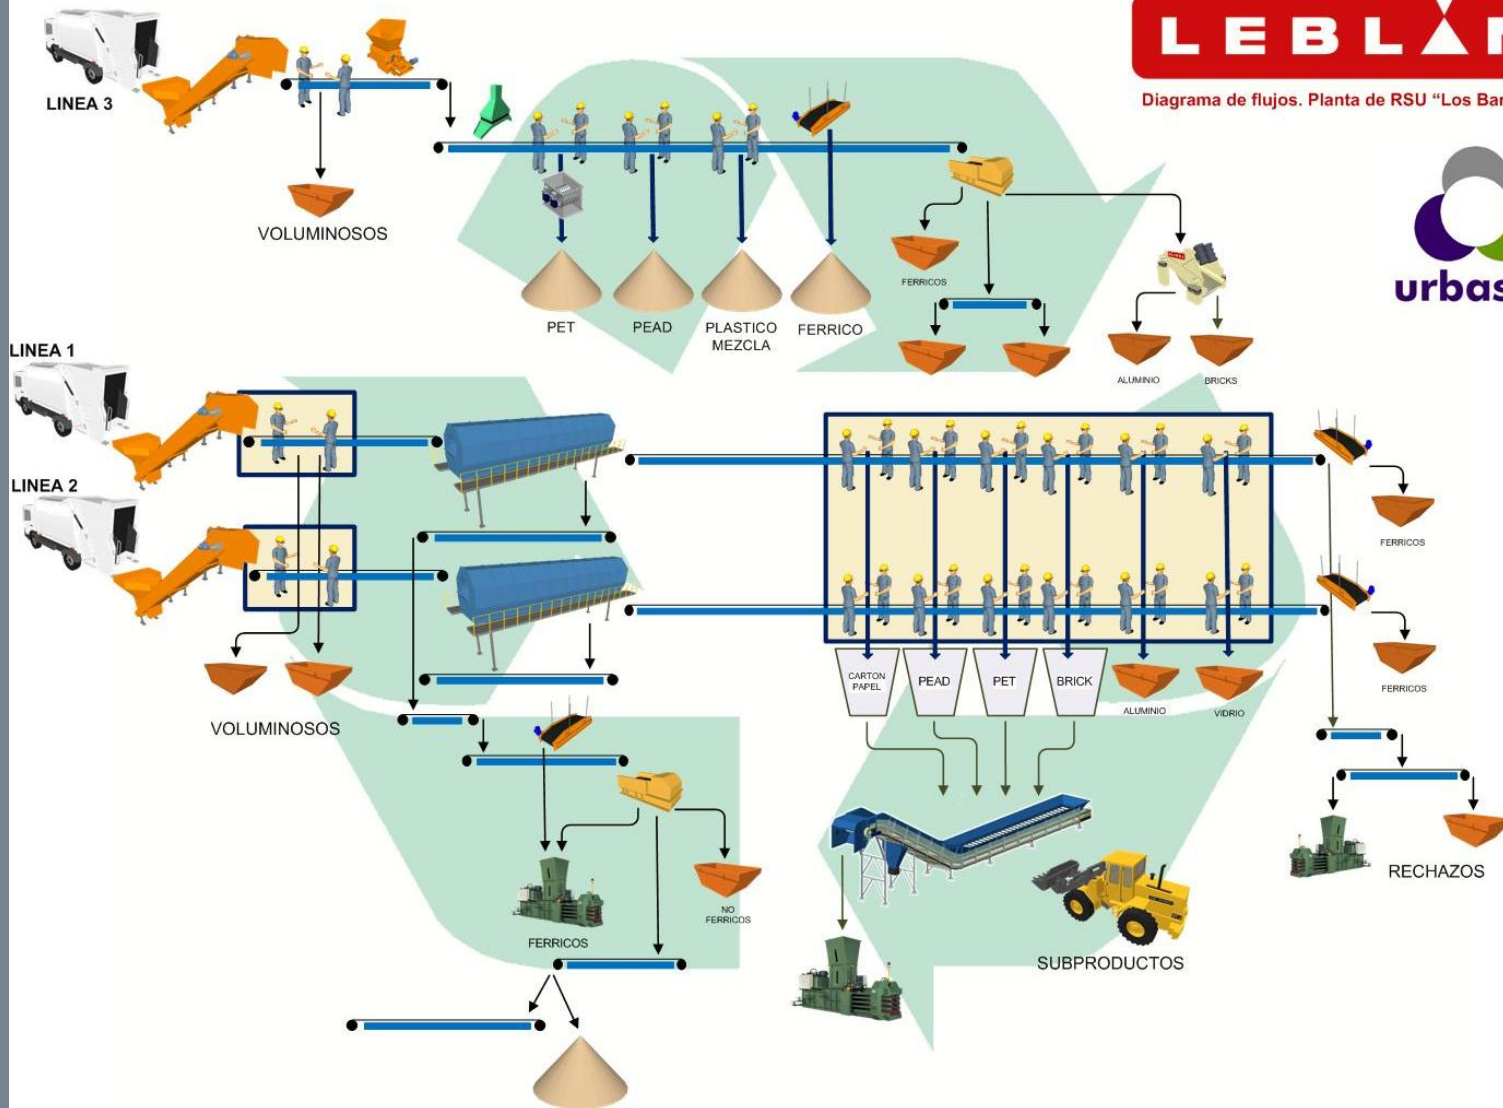 LEBLAN
Diagrama de flujos. Planta de RSU “Los Bar
urbas
LINEA 3
VOLUMINOSOS
FERRICOS
PET
PEAD
PLASTICO
MEZCLA
FERRICO
ALUMINIO
BRICKS
LINEA 1
LINEA 2
FERRICOS
CARTON
PAPEL
PEAD
PET
BRICK
ALUMINIO
VIDRIO
FERRICOS
VOLUMINOSOS
RECHAZOS
NO
FERRICOS
FERRICOS
SUBPRODUCTOS